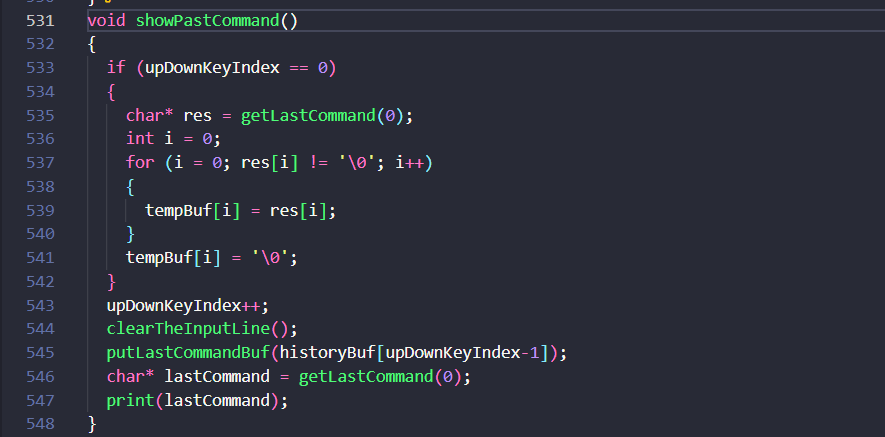 531 void showPastCommand()
532 {
533 if (upDownKeyIndex == 0)
534 {
535 char* res = getLastCommand(0);
536 int i = 0;
537 for (i = 0; res[i] != '\0'; i++)
538 {
539 tempBuf[i] = res[i];
540 }
541 tempBuf[i] = '\0';
542 }
543 upDownKeyIndex++;
544 clearTheInputLine();
545 putLastCommandBuf(historyBuf[upDownKeyIndex-1]);
546 char* lastCommand = getLastCommand(0);
547 print(lastCommand);
548 }